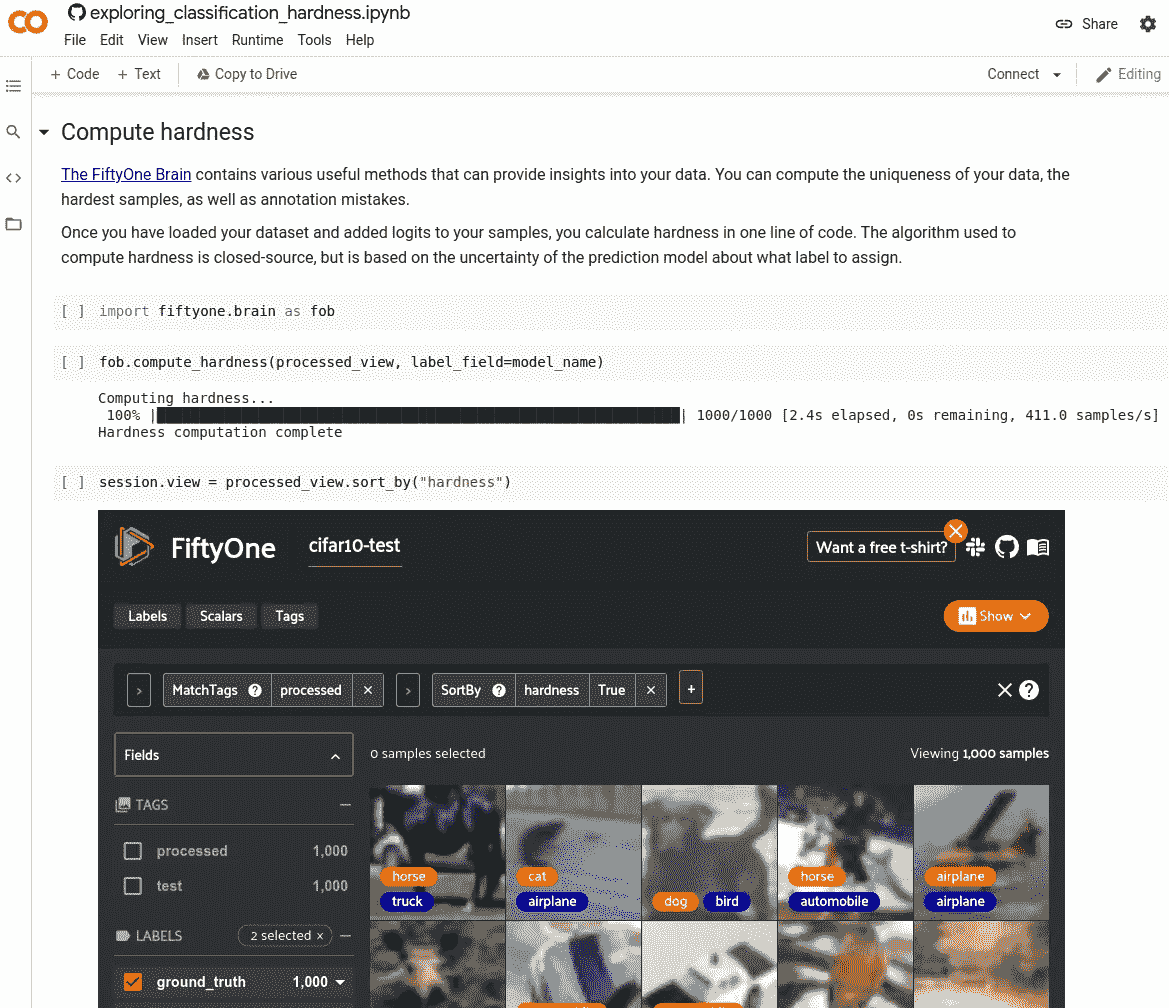 CO
exploring_classification_hardness.ipynb
Share
File Edit View Insert Runtime Tools Help
+ Code + Text Copy to Drive
Connect Editing
Compute hardness
The FiftyOne Brain contains various useful methods that can provide insights into your data. You can compute the uniqueness of your data, the
hardest samples, as well as annotation mistakes.
Once you have loaded your dataset and added logits to your samples, you calculate hardness in one line of code. The algorithm used to
compute hardness is closed-source, but is based on the uncertainty of the prediction model about what label to assign.
[ ] import fiftyone.brain as fob
[ ] fob.compute_hardness(processed_view, label_field=model_name)
Computing hardness...
100% |████████████████| 1000/1000 [2.4s elapsed, 0s remaining, 411.0 samples/s]
Hardness computation complete
[ ] session.view = processed_view.sort_by("hardness")
FiftyOne cifar10-test Want a free t-shirt?
Labels Scalars Tags Show
> MatchTags ? processed × > SortBy ? hardness True × + × ?
Fields 0 samples selected Viewing 1,000 samples
TAGS
processed 1,000
test 1,000
horse cat horse airplane
truck airplane dog bird automobile airplane
LABELS 2 selected ×
ground_truth 1,000